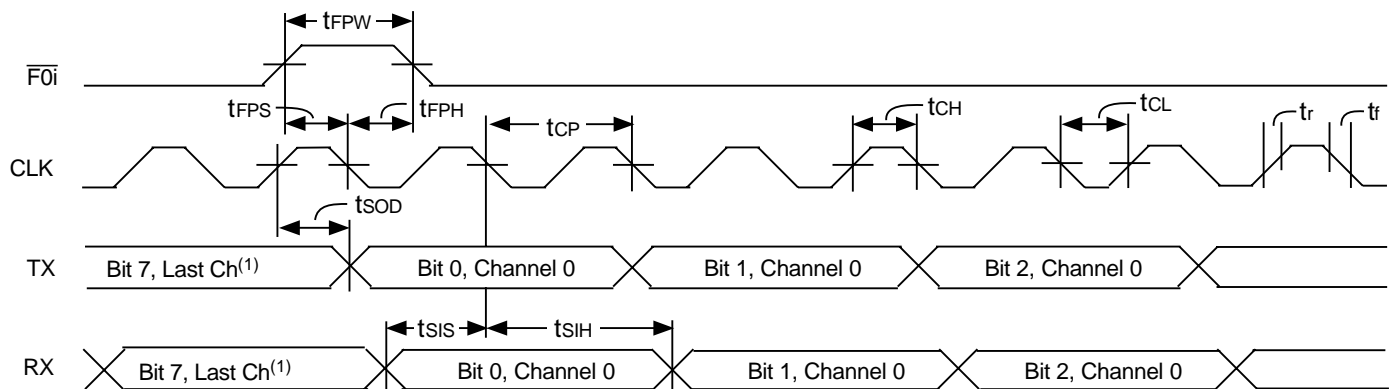 tFPW
F0i
tFPS
tFPH
tCP
tCH
tCL
tr
tf
CLK
tSOD
TX
Bit 7, Last Ch(1)
Bit 0, Channel 0
Bit 1, Channel 0
Bit 2, Channel 0
tSIS
tSIH
RX
Bit 7, Last Ch(1)
Bit 0, Channel 0
Bit 1, Channel 0
Bit 2, Channel 0